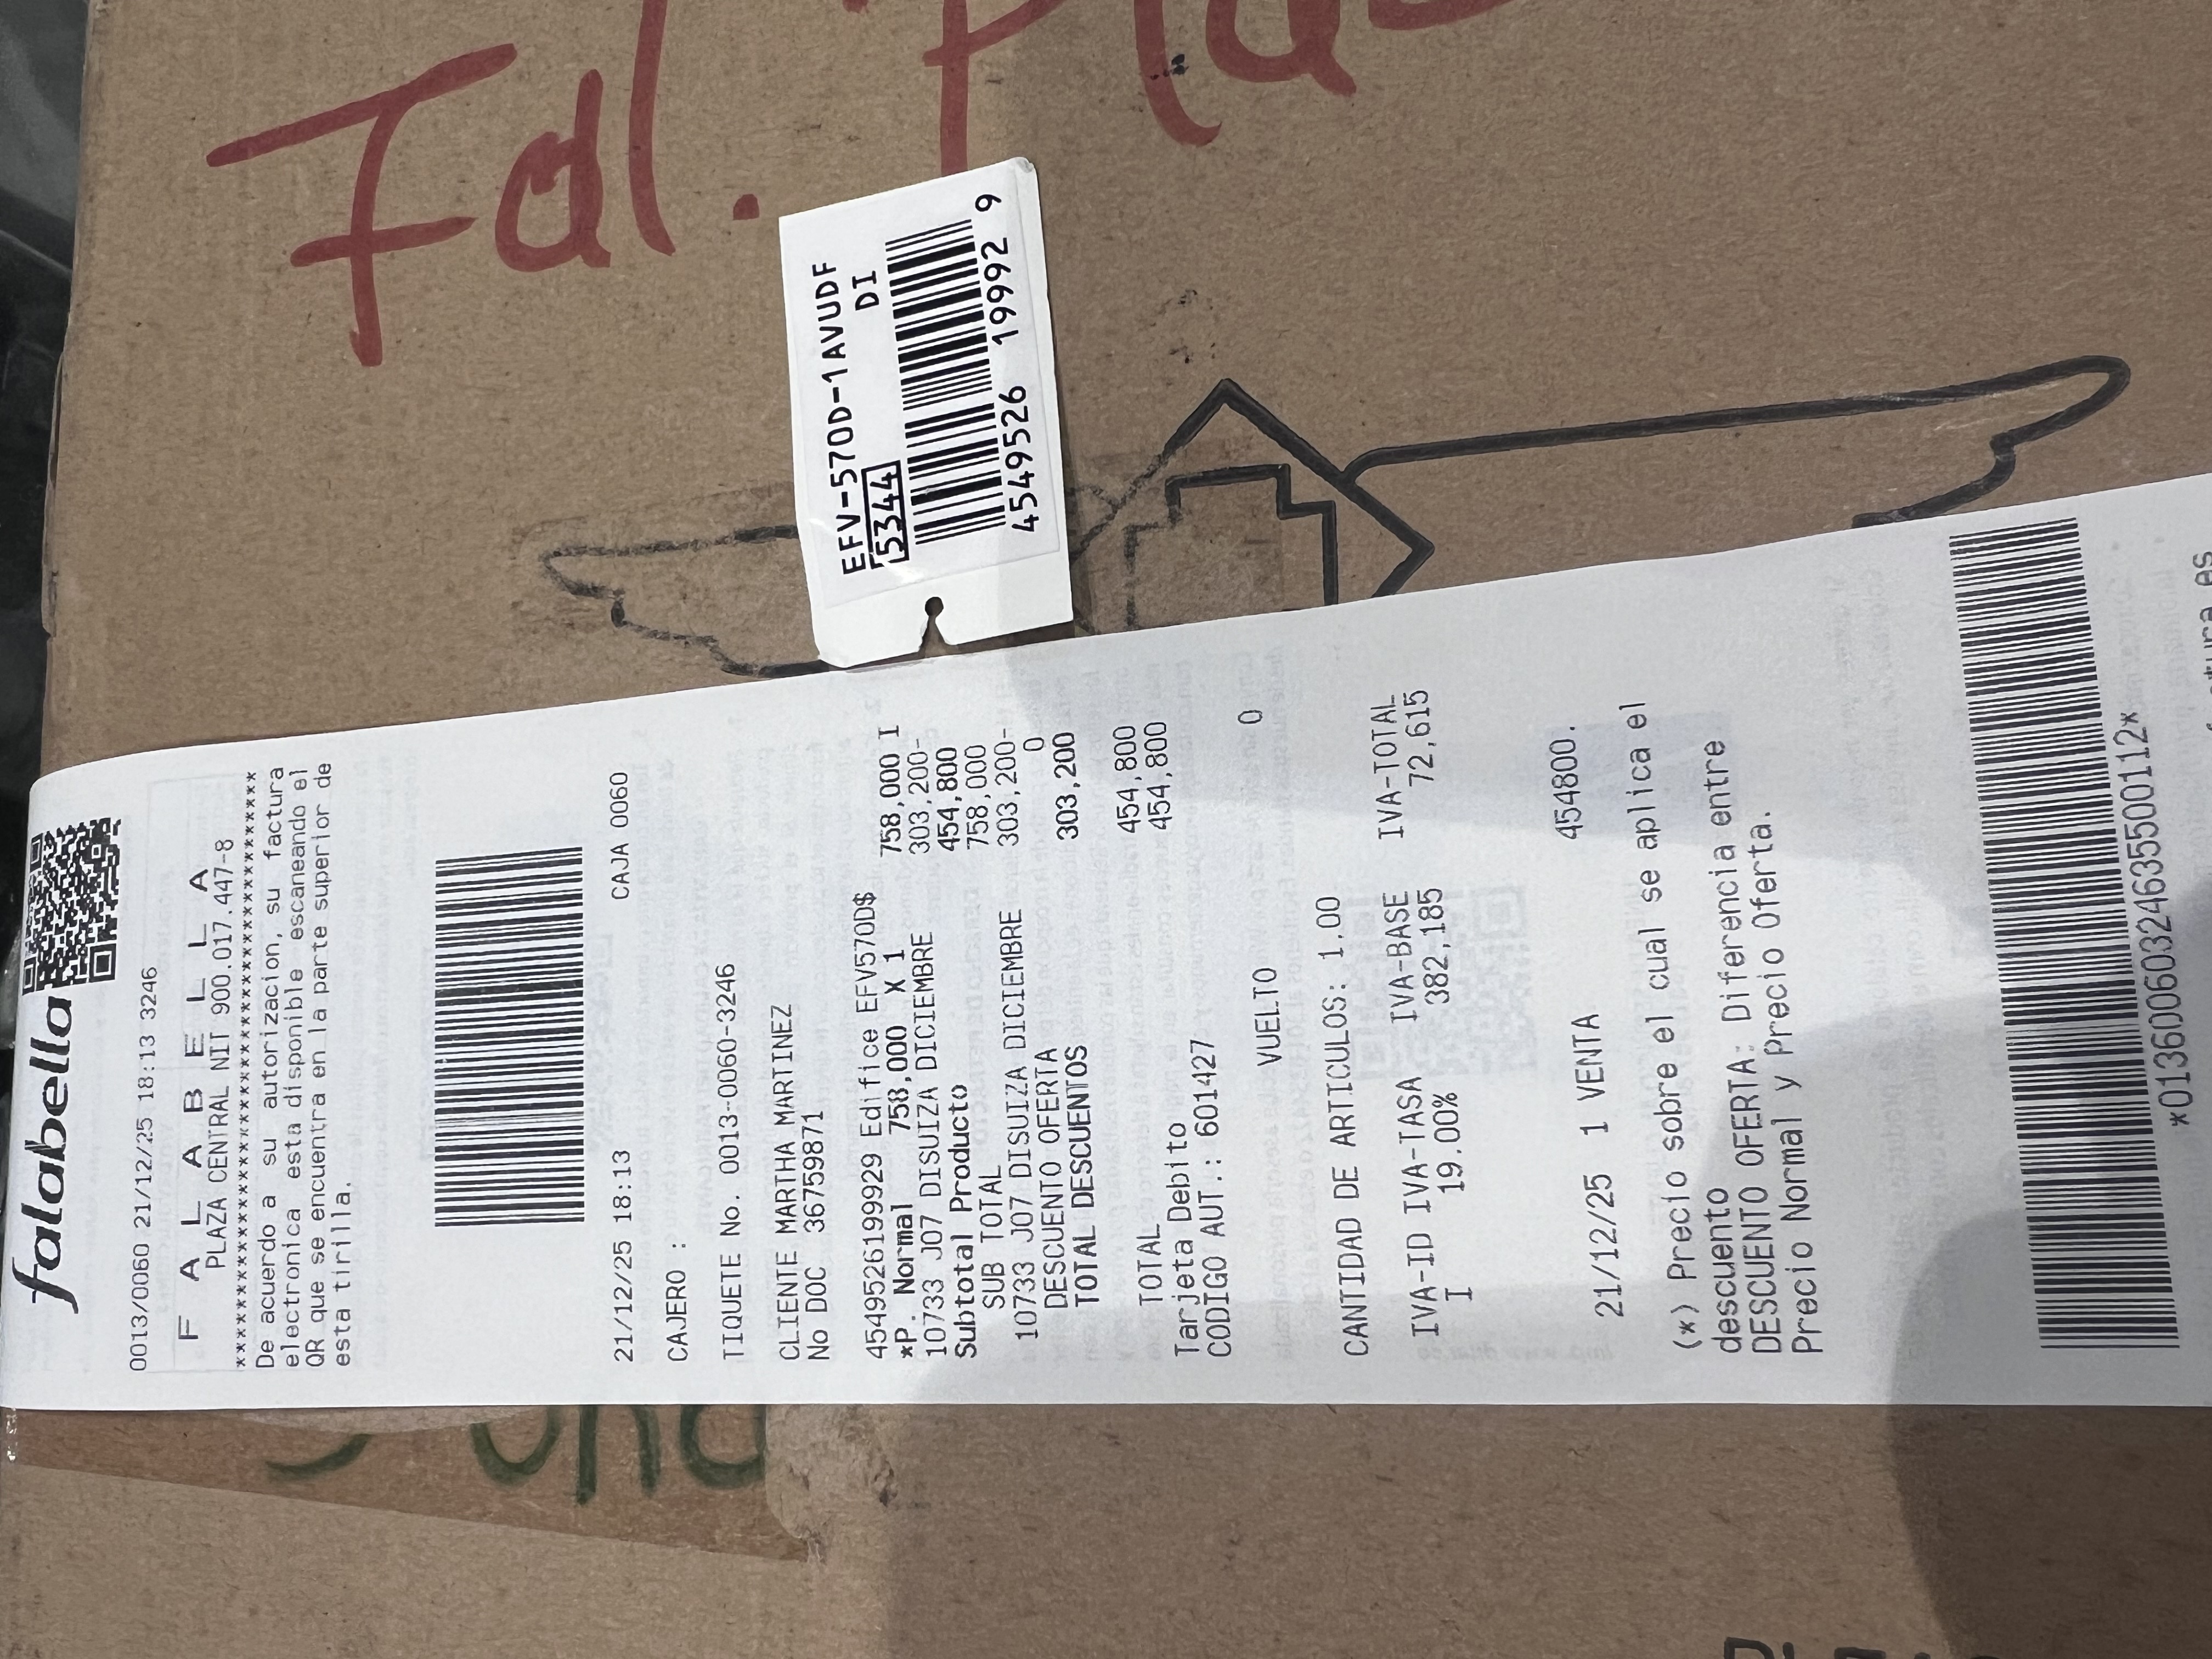 Fal. Pla
EFV-570D-1AVUDF
5344 DI
4549526 19992 9
falabella
0013/0060 21/12/25 18:13 3246
F A L A B E L L A
PLAZA CENTRAL NIT 900.017.447-8
****************************************
De acuerdo a su autorizacion, su factura
electronica esta disponible escaneando el
QR que se encuentra en la parte superior de
esta tirilla.
21/12/25 18:13 CAJA 0060
CAJERO :
TIQUETE No. 0013-0060-3246
CLIENTE MARTHA MARTINEZ
No DOC 36759871
4549526199929 Edifice EFV570D$
*P. Normal 758,000 X 1 758,000 I
10733 J07 DISUIZA DICIEMBRE 303,200-
Subtotal Producto 454,800
SUB TOTAL 758,000
10733 J07 DISUIZA DICIEMBRE 303,200-
DESCUENTO OFERTA 0
TOTAL DESCUENTOS 303,200
TOTAL 454,800
Tarjeta Debito 454,800
CODIGO AUT.: 601427
VUELTO 0
CANTIDAD DE ARTICULOS: 1.00
IVA-ID IVA-TASA IVA-BASE IVA-TOTAL
I 19.00% 382,185 72,615
21/12/25 1 VENTA 454800.
(*) Precio sobre el cual se aplica el
descuento
DESCUENTO OFERTA: Diferencia entre
Precio Normal y Precio Oferta.
*01360060324635500112*